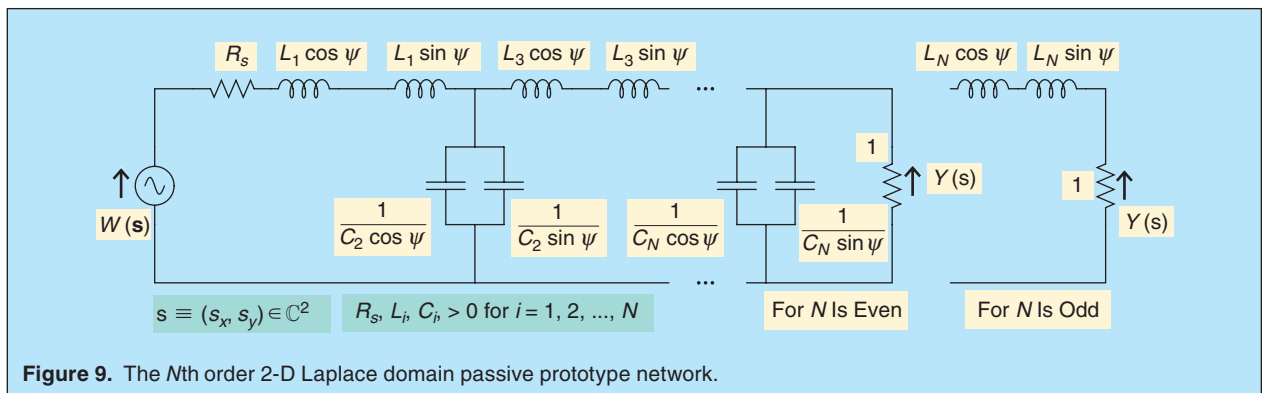 R_s L_1 cos ψ L_1 sin ψ L_3 cos ψ L_3 sin ψ L_N cos ψ L_N sin ψ
... 
1
Y (s)
1
W (s)
1/(C_2 cos ψ) 1/(C_2 sin ψ) 1/(C_N cos ψ) 1/(C_N sin ψ)
Y (s)
...
s ≡ (s_x, s_y) ∈ ℂ^2 R_s, L_i, C_i, > 0 for i = 1, 2, ..., N For N Is Even For N Is Odd
Figure 9. The Nth order 2-D Laplace domain passive prototype network.